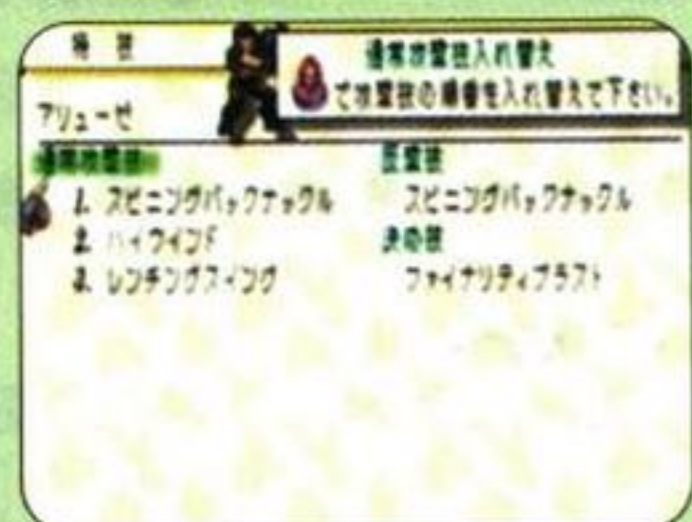 特技
通常攻撃技入れ替え
で攻撃技の順番を入れ替えて下さい。
アリューゼ
通常攻撃技
1. スピニングバックナックル
2. ハイウインド
3. レンチングスイング
反撃技
スピニングバックナックル
決め技
ファイナリティブラスト